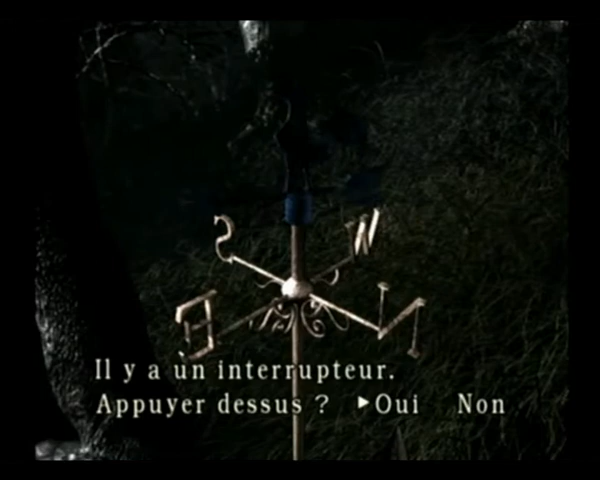 S W
E N
Il y a un interrupteur.
Appuyer dessus ? ▶Oui Non